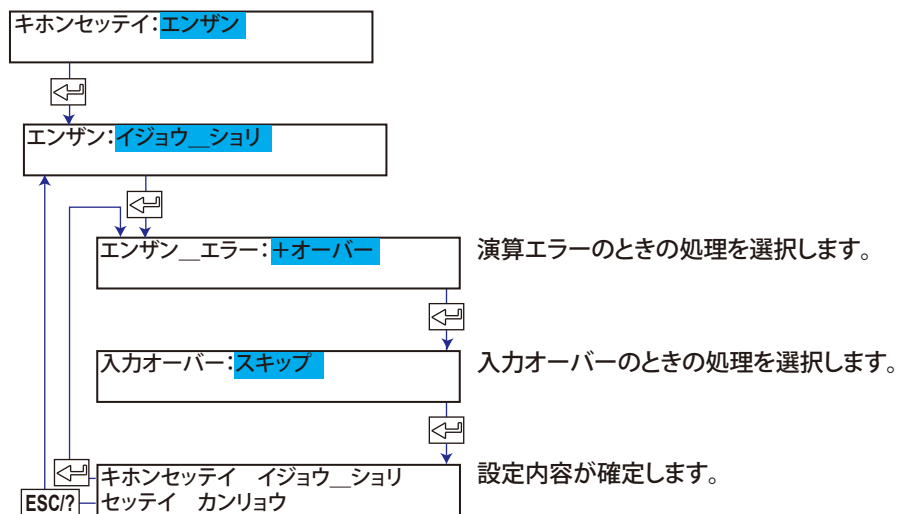 キホンセッテイ：エンザン
エンザン：イジョウ＿ショリ
エンザン＿エラー：＋オーバー
演算エラーのときの処理を選択します。
入力オーバー：スキップ
入力オーバーのときの処理を選択します。
キホンセッテイ　イジョウ＿ショリ
設定内容が確定します。
ESC/?
セッテイ　カンリョウ